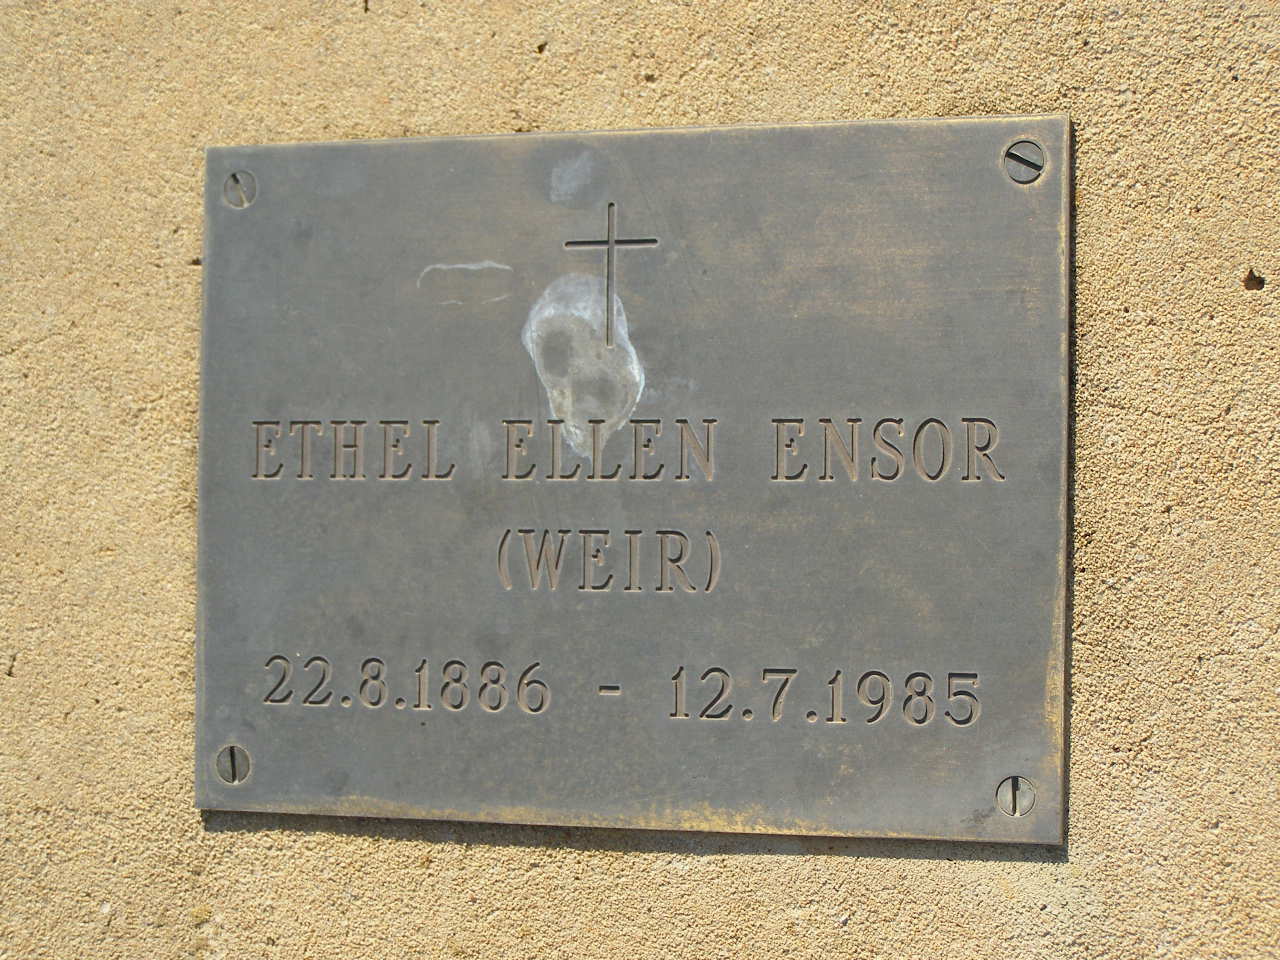 ETHEL ELLEN ENSOR
(WEIR)
22.8.1886 - 12.7.1985